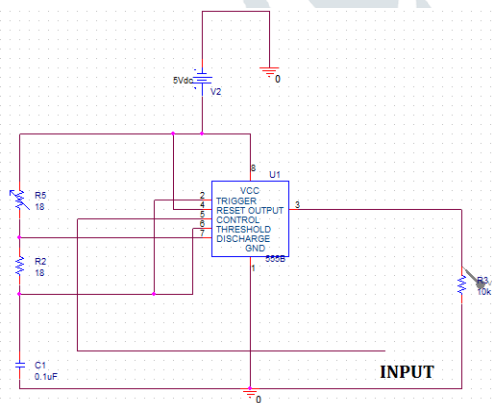 0
5Vdc
V2
8
U1
VCC
2 TRIGGER
4 RESET OUTPUT 3
5 CONTROL
6 THRESHOLD
7 DISCHARGE
GND
555B
1
R5
18
R2
18
R3
10k
C1
0.1uF
INPUT
0